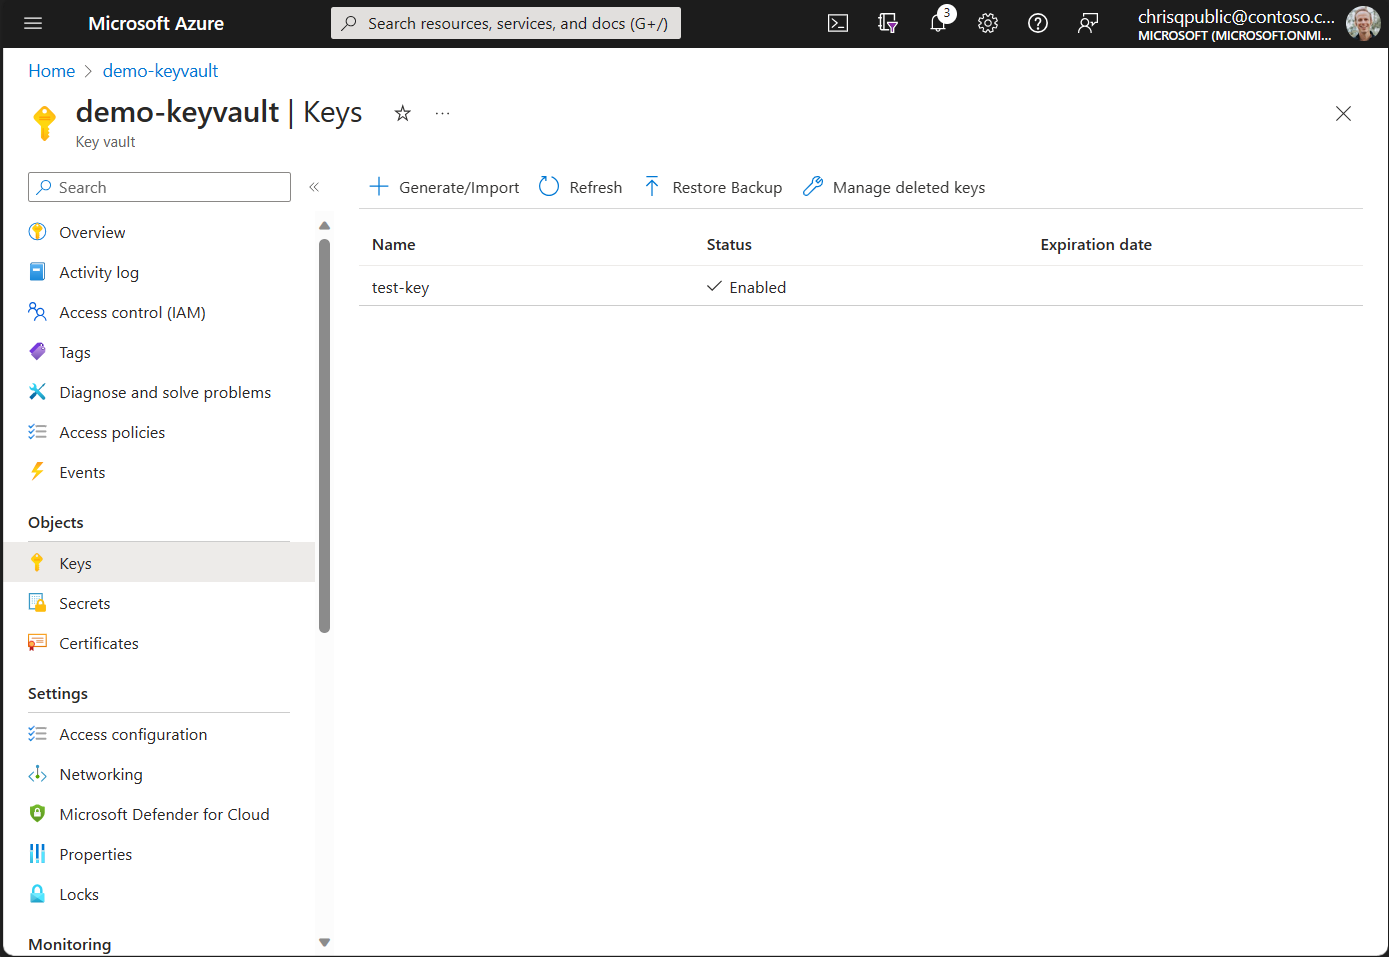 Microsoft Azure
Search resources, services, and docs (G+/)
3
chrisqpublic@contoso.c...
MICROSOFT (MICROSOFT.ONMI...
Home > demo-keyvault
demo-keyvault | Keys
Key vault
Search
Generate/Import Refresh Restore Backup Manage deleted keys
Overview
Activity log
Access control (IAM)
Tags
Diagnose and solve problems
Access policies
Events
Objects
Keys
Secrets
Certificates
Settings
Access configuration
Networking
Microsoft Defender for Cloud
Properties
Locks
Monitoring
Name Status Expiration date
test-key Enabled